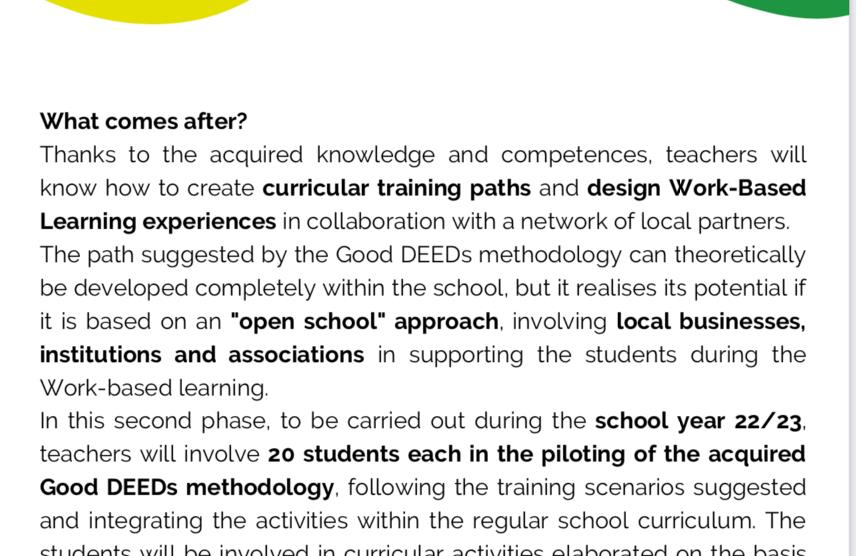 What comes after?
Thanks to the acquired knowledge and competences, teachers will
know how to create curricular training paths and design Work-Based
Learning experiences in collaboration with a network of local partners.
The path suggested by the Good DEEDs methodology can theoretically
be developed completely within the school, but it realises its potential if
it is based on an "open school" approach, involving local businesses,
institutions and associations in supporting the students during the
Work-based learning.
In this second phase, to be carried out during the school year 22/23,
teachers will involve 20 students each in the piloting of the acquired
Good DEEDs methodology, following the training scenarios suggested
and integrating the activities within the regular school curriculum. The
students will be involved in curricular activities elaborated on the basis